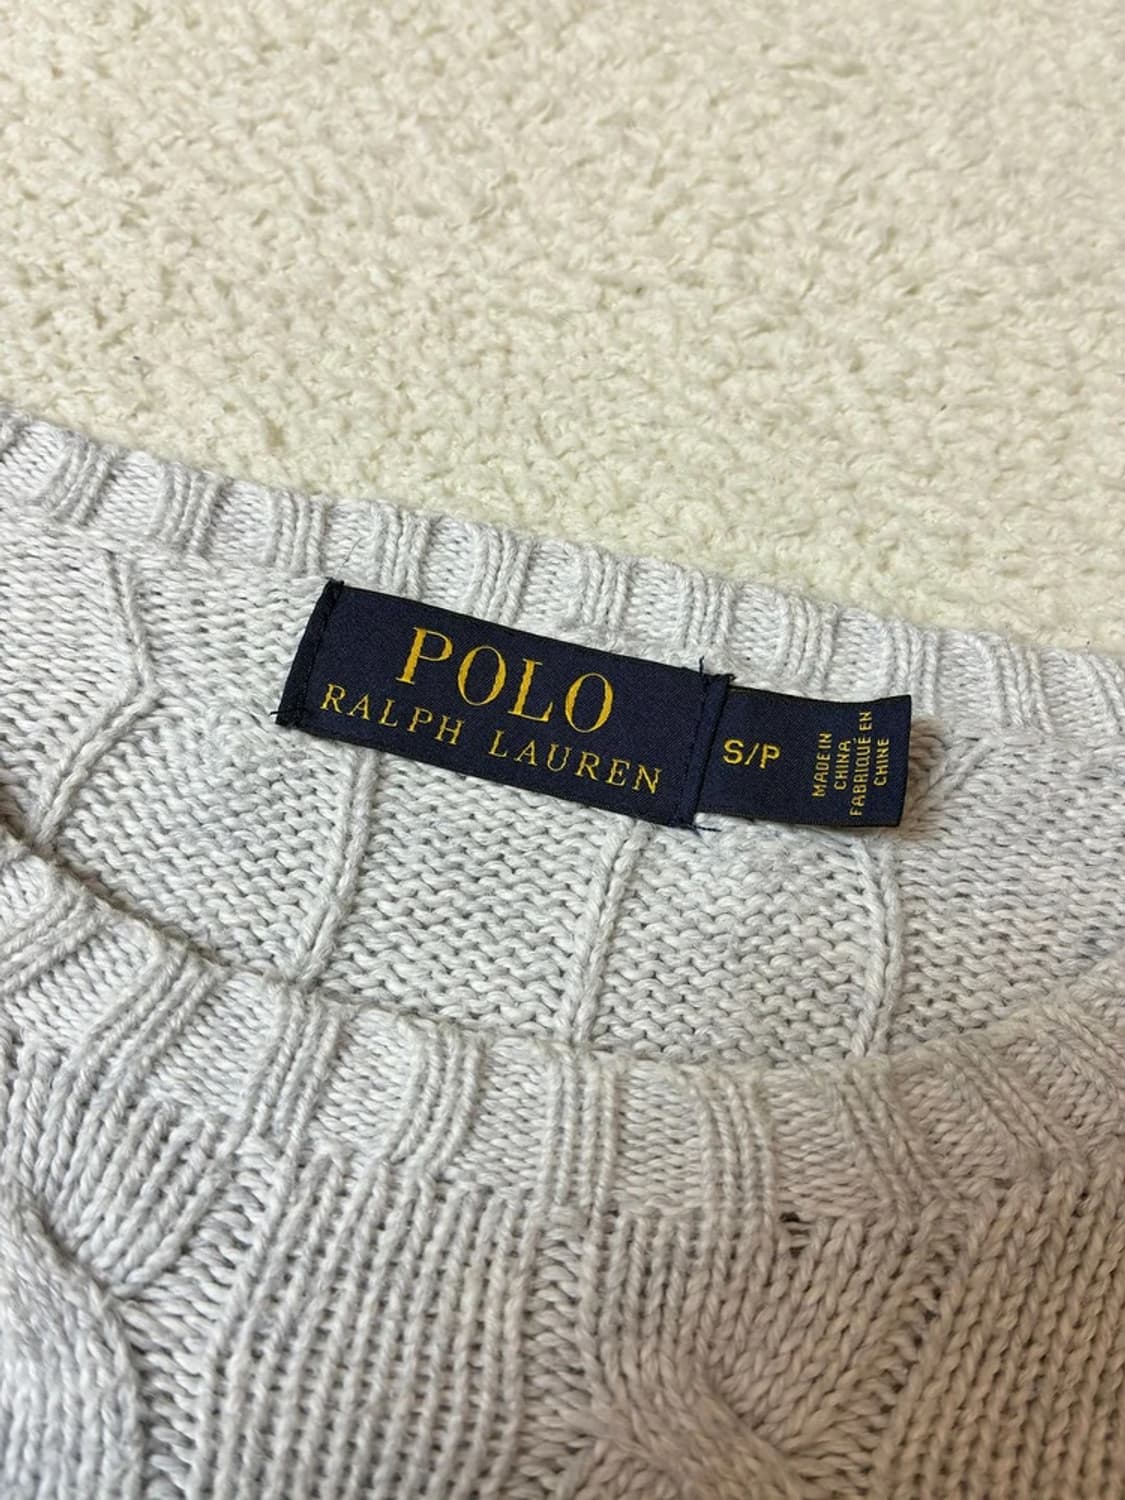 POLO
RALPH LAUREN
S/P
MADE IN
CHINA
FABRIQUÉ EN
CHINE